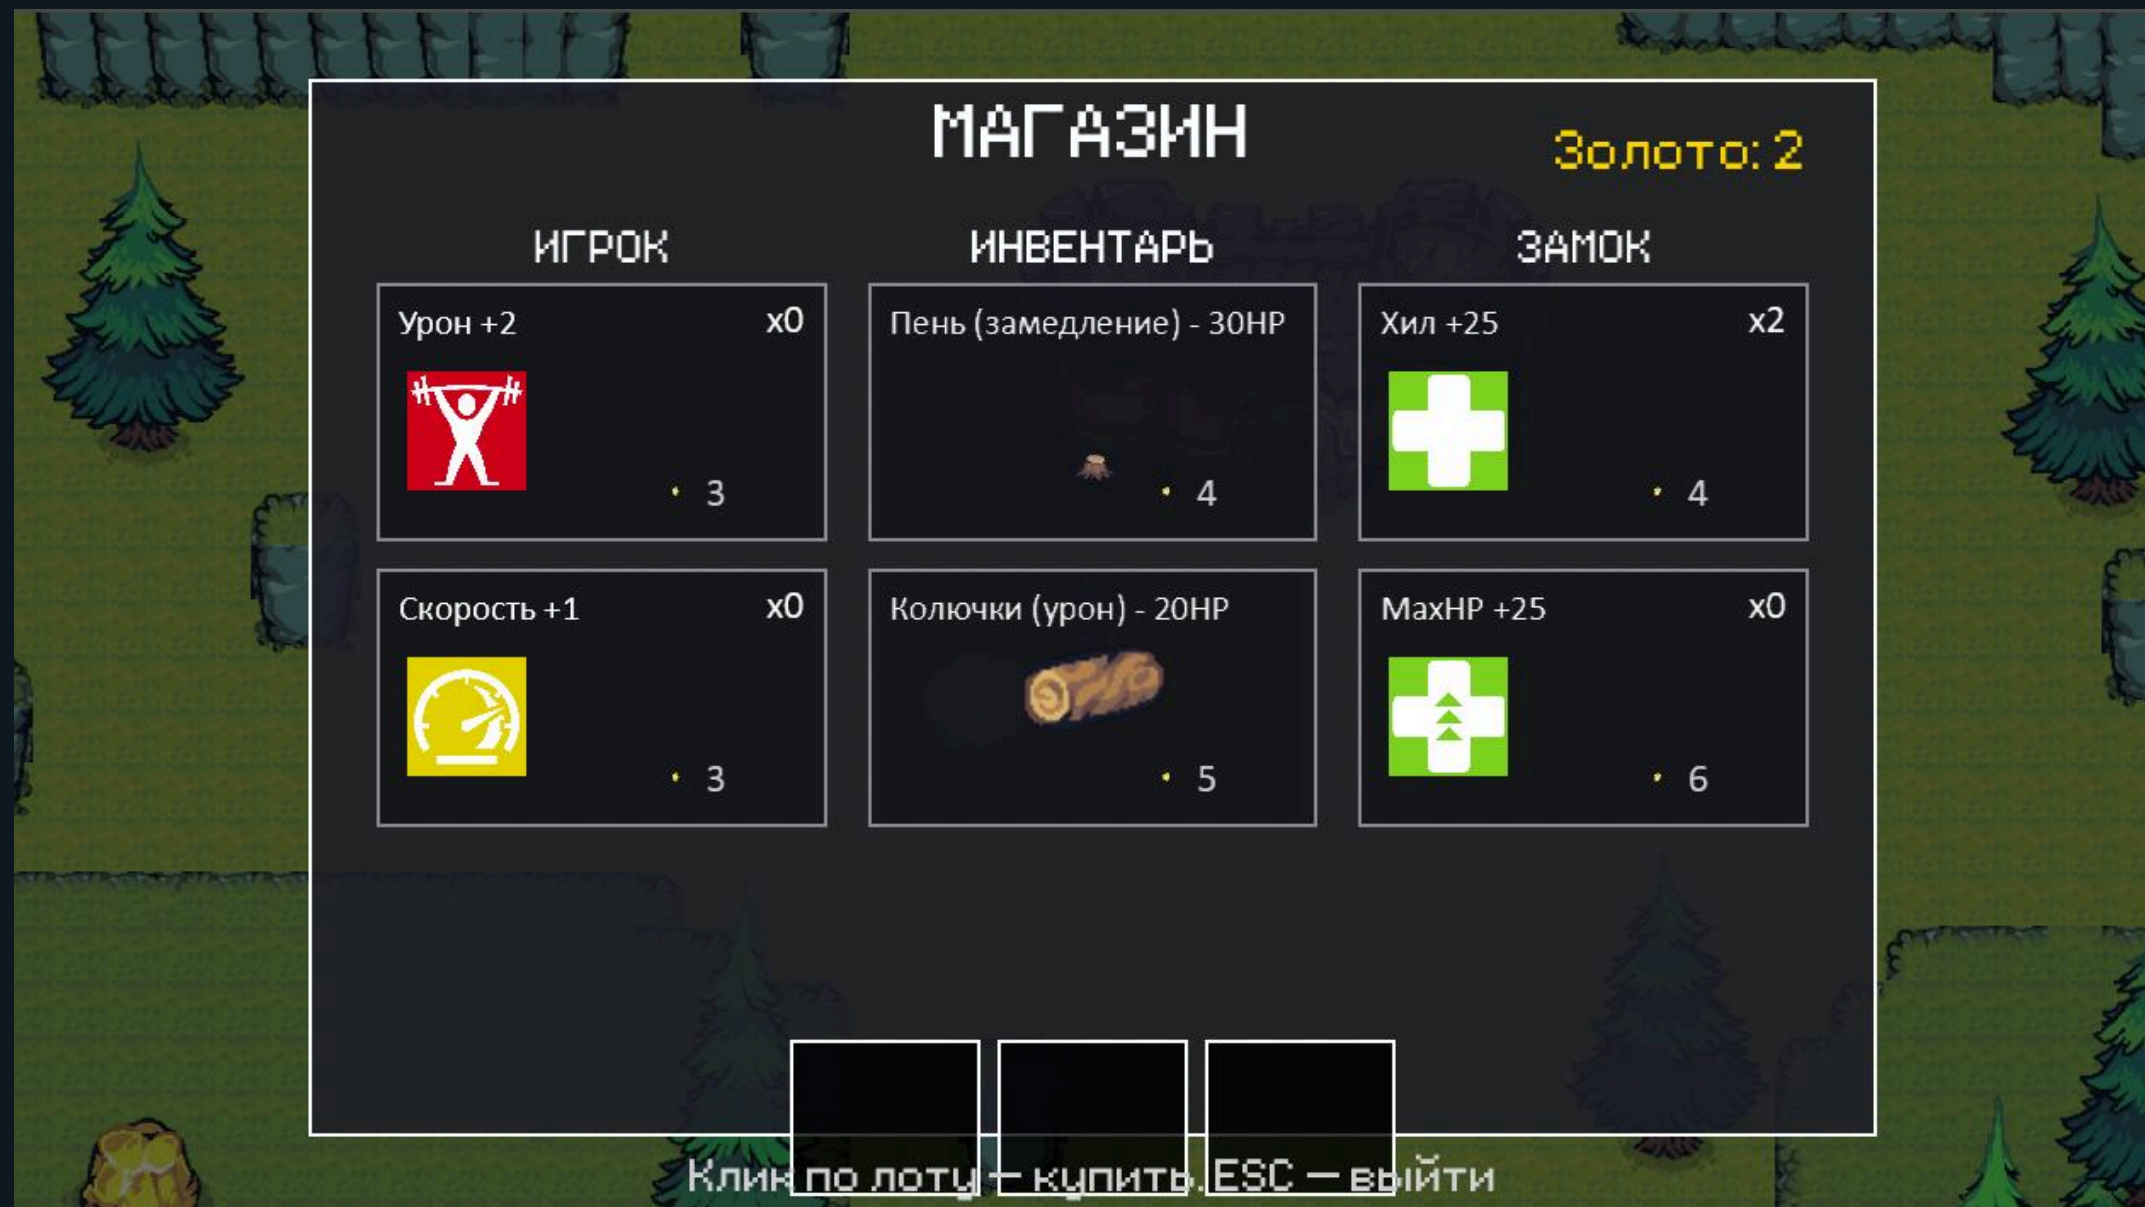 МАГАЗИН
Золото: 2
ИГРОК
ИНВЕНТАРЬ
ЗАМОК
Урон +2
x0
3
Пень (замедление) - 30HP
4
Хил +25
x2
4
Скорость +1
x0
3
Колючки (урон) - 20HP
5
MaxHP +25
x0
6
Клик по лоту — купить. ESC — выйти